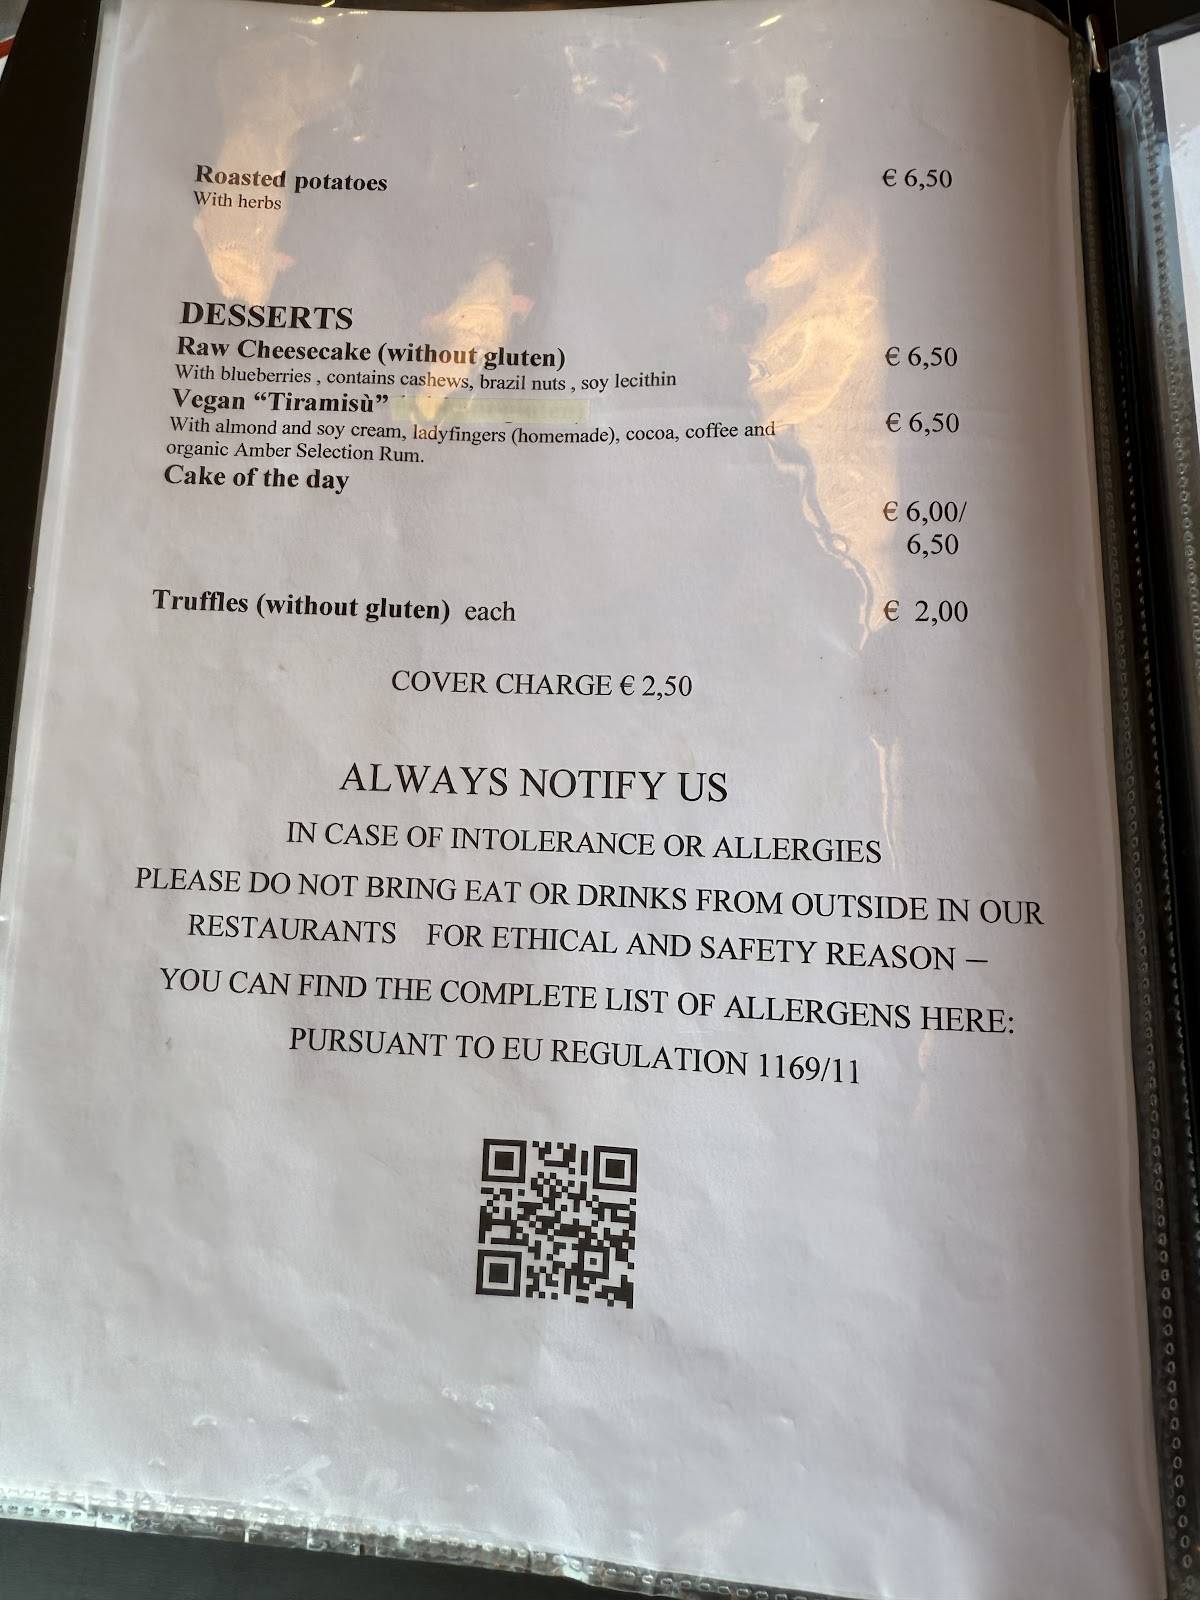 Roasted potatoes € 6,50
With herbs
DESSERTS
Raw Cheesecake (without gluten) € 6,50
With blueberries , contains cashews, brazil nuts , soy lecithin
Vegan “Tiramisù” € 6,50
With almond and soy cream, ladyfingers (homemade), cocoa, coffee and
organic Amber Selection Rum.
Cake of the day
€ 6,00/
6,50
Truffles (without gluten) each € 2,00
COVER CHARGE € 2,50
ALWAYS NOTIFY US
IN CASE OF INTOLERANCE OR ALLERGIES
PLEASE DO NOT BRING EAT OR DRINKS FROM OUTSIDE IN OUR
RESTAURANTS FOR ETHICAL AND SAFETY REASON –
YOU CAN FIND THE COMPLETE LIST OF ALLERGENS HERE:
PURSUANT TO EU REGULATION 1169/11